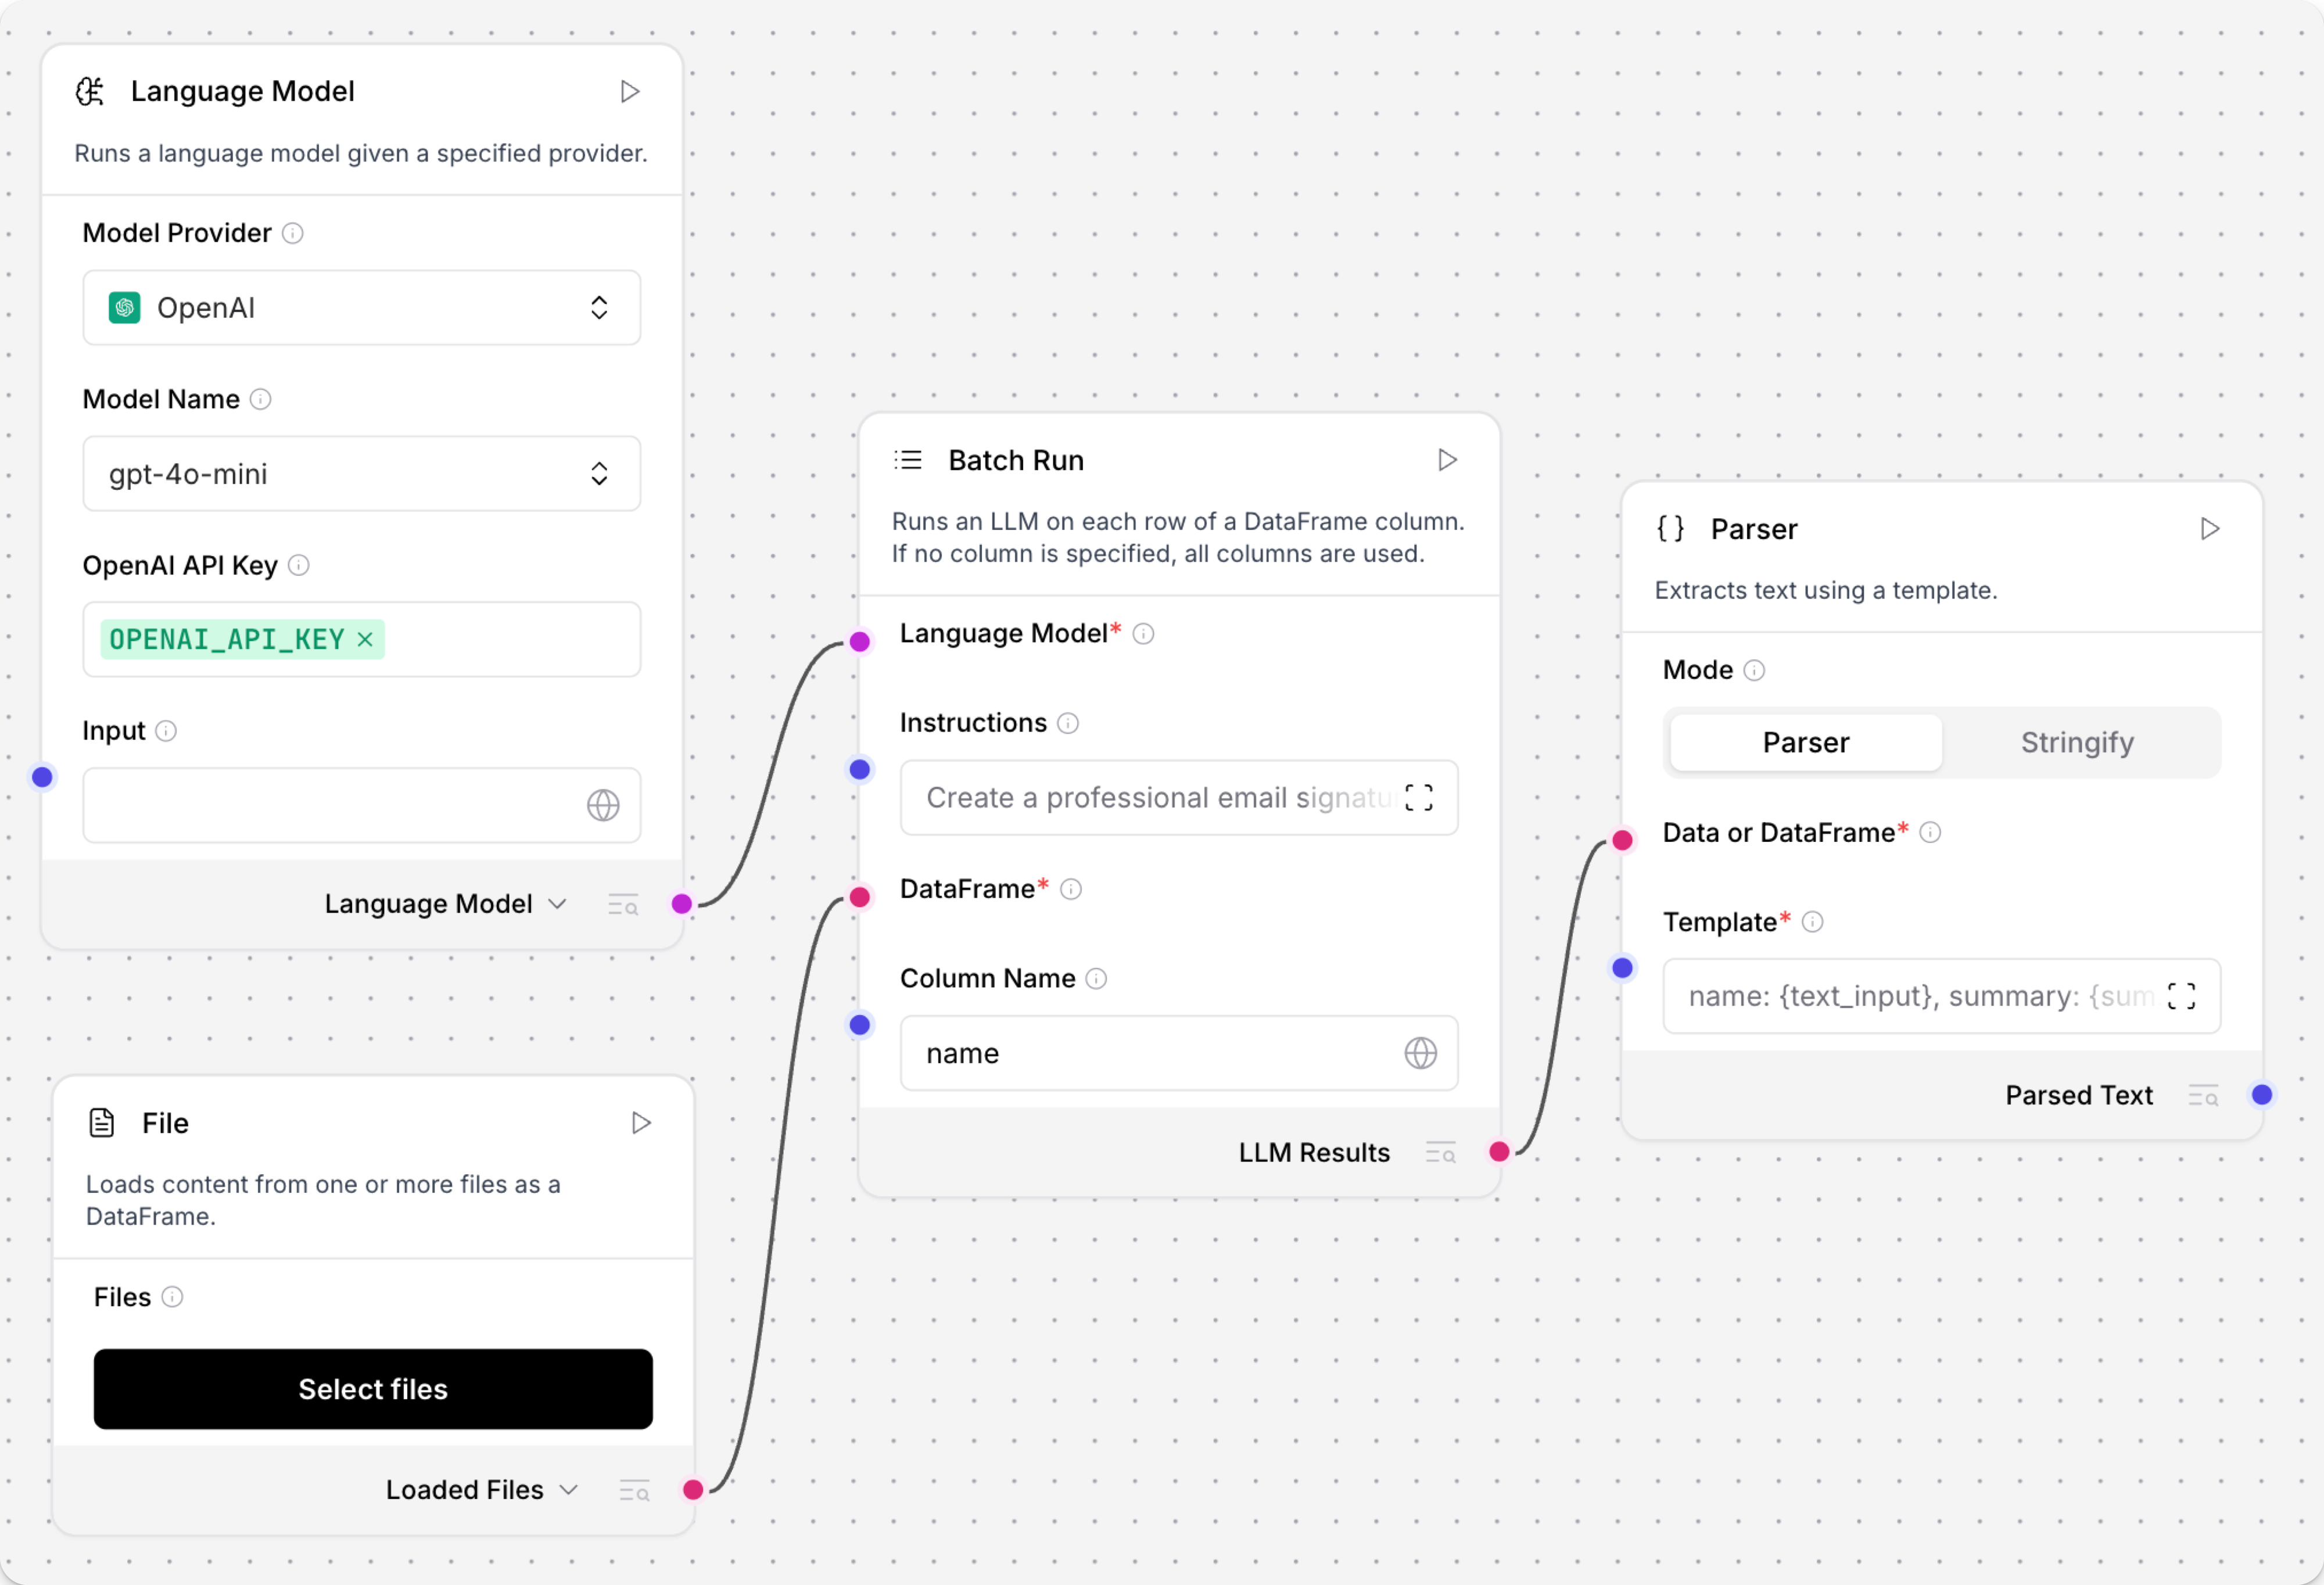 Language Model
Runs a language model given a specified provider.
Model Provider
OpenAI
Model Name
gpt-4o-mini
OpenAI API Key
OPENAI_API_KEY ×
Input
Language Model
File
Loads content from one or more files as a
DataFrame.
Files
Select files
Loaded Files
Batch Run
Runs an LLM on each row of a DataFrame column.
If no column is specified, all columns are used.
Language Model*
Instructions
Create a professional email signatu
DataFrame*
Column Name
name
LLM Results
{} Parser
Extracts text using a template.
Mode
Parser Stringify
Data or DataFrame*
Template*
name: {text_input}, summary: {sum
Parsed Text